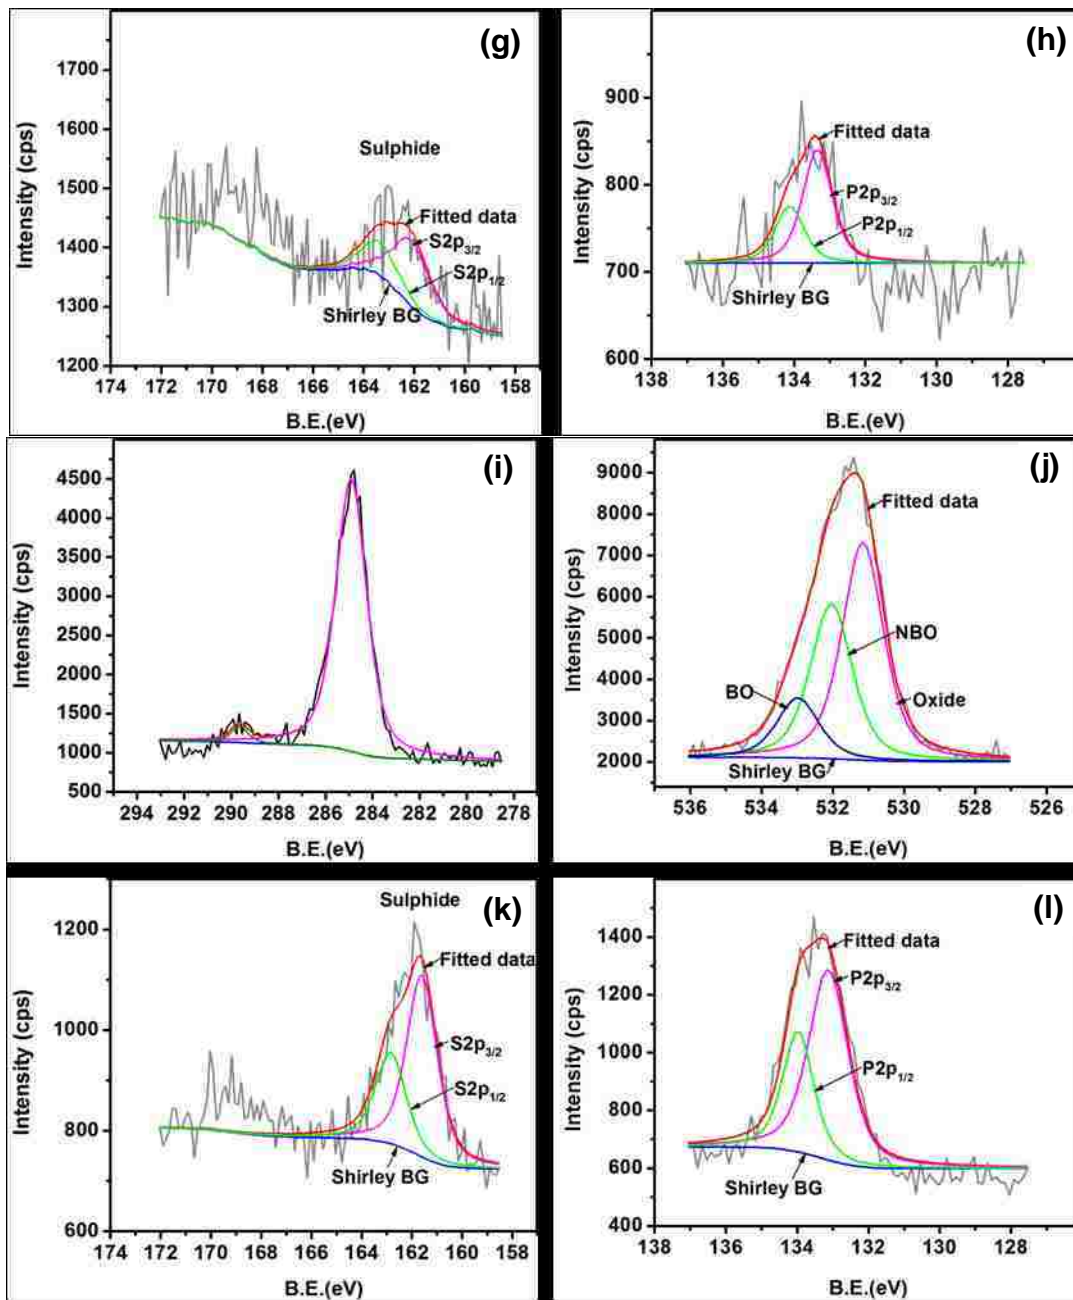 (g)
1700
1600
1500
1400
1300
1200
Intensity (cps)
Sulphide
Fitted data
S2p3/2
S2p1/2
Shirley BG
174 172 170 168 166 164 162 160 158
B.E.(eV)
(h)
900
800
700
600
Intensity (cps)
Fitted data
P2p3/2
P2p1/2
Shirley BG
138 136 134 132 130 128
B.E.(eV)
(i)
4500
4000
3500
3000
2500
2000
1500
1000
500
Intensity (cps)
294 292 290 288 286 284 282 280 278
B.E.(eV)
(j)
9000
8000
7000
6000
5000
4000
3000
2000
Intensity (cps)
Fitted data
NBO
BO
Oxide
Shirley BG
536 534 532 530 528 526
B.E.(eV)
(k)
1200
1000
800
600
Intensity (cps)
Sulphide
Fitted data
S2p3/2
S2p1/2
Shirley BG
174 172 170 168 166 164 162 160 158
B.E.(eV)
(l)
1400
1200
1000
800
600
400
Intensity (cps)
Fitted data
P2p3/2
P2p1/2
Shirley BG
138 136 134 132 130 128
B.E.(eV)